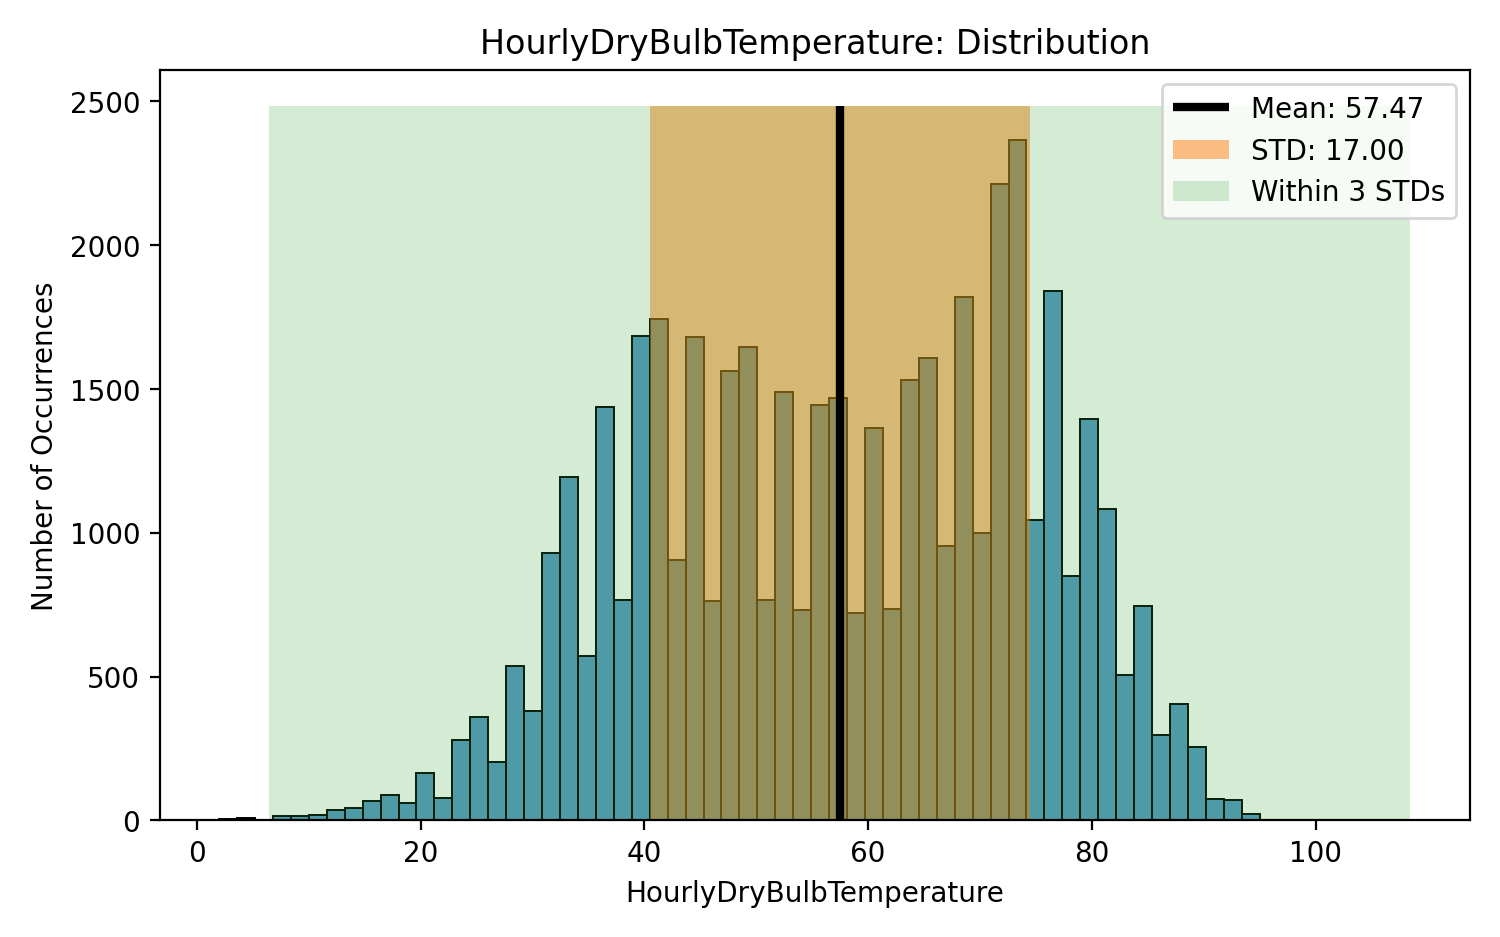 HourlyDryBulbTemperature: Distribution
Mean: 57.47
STD: 17.00
Within 3 STDs
2500
2000
1500
1000
500
0
Number of Occurrences
0 20 40 60 80 100
HourlyDryBulbTemperature